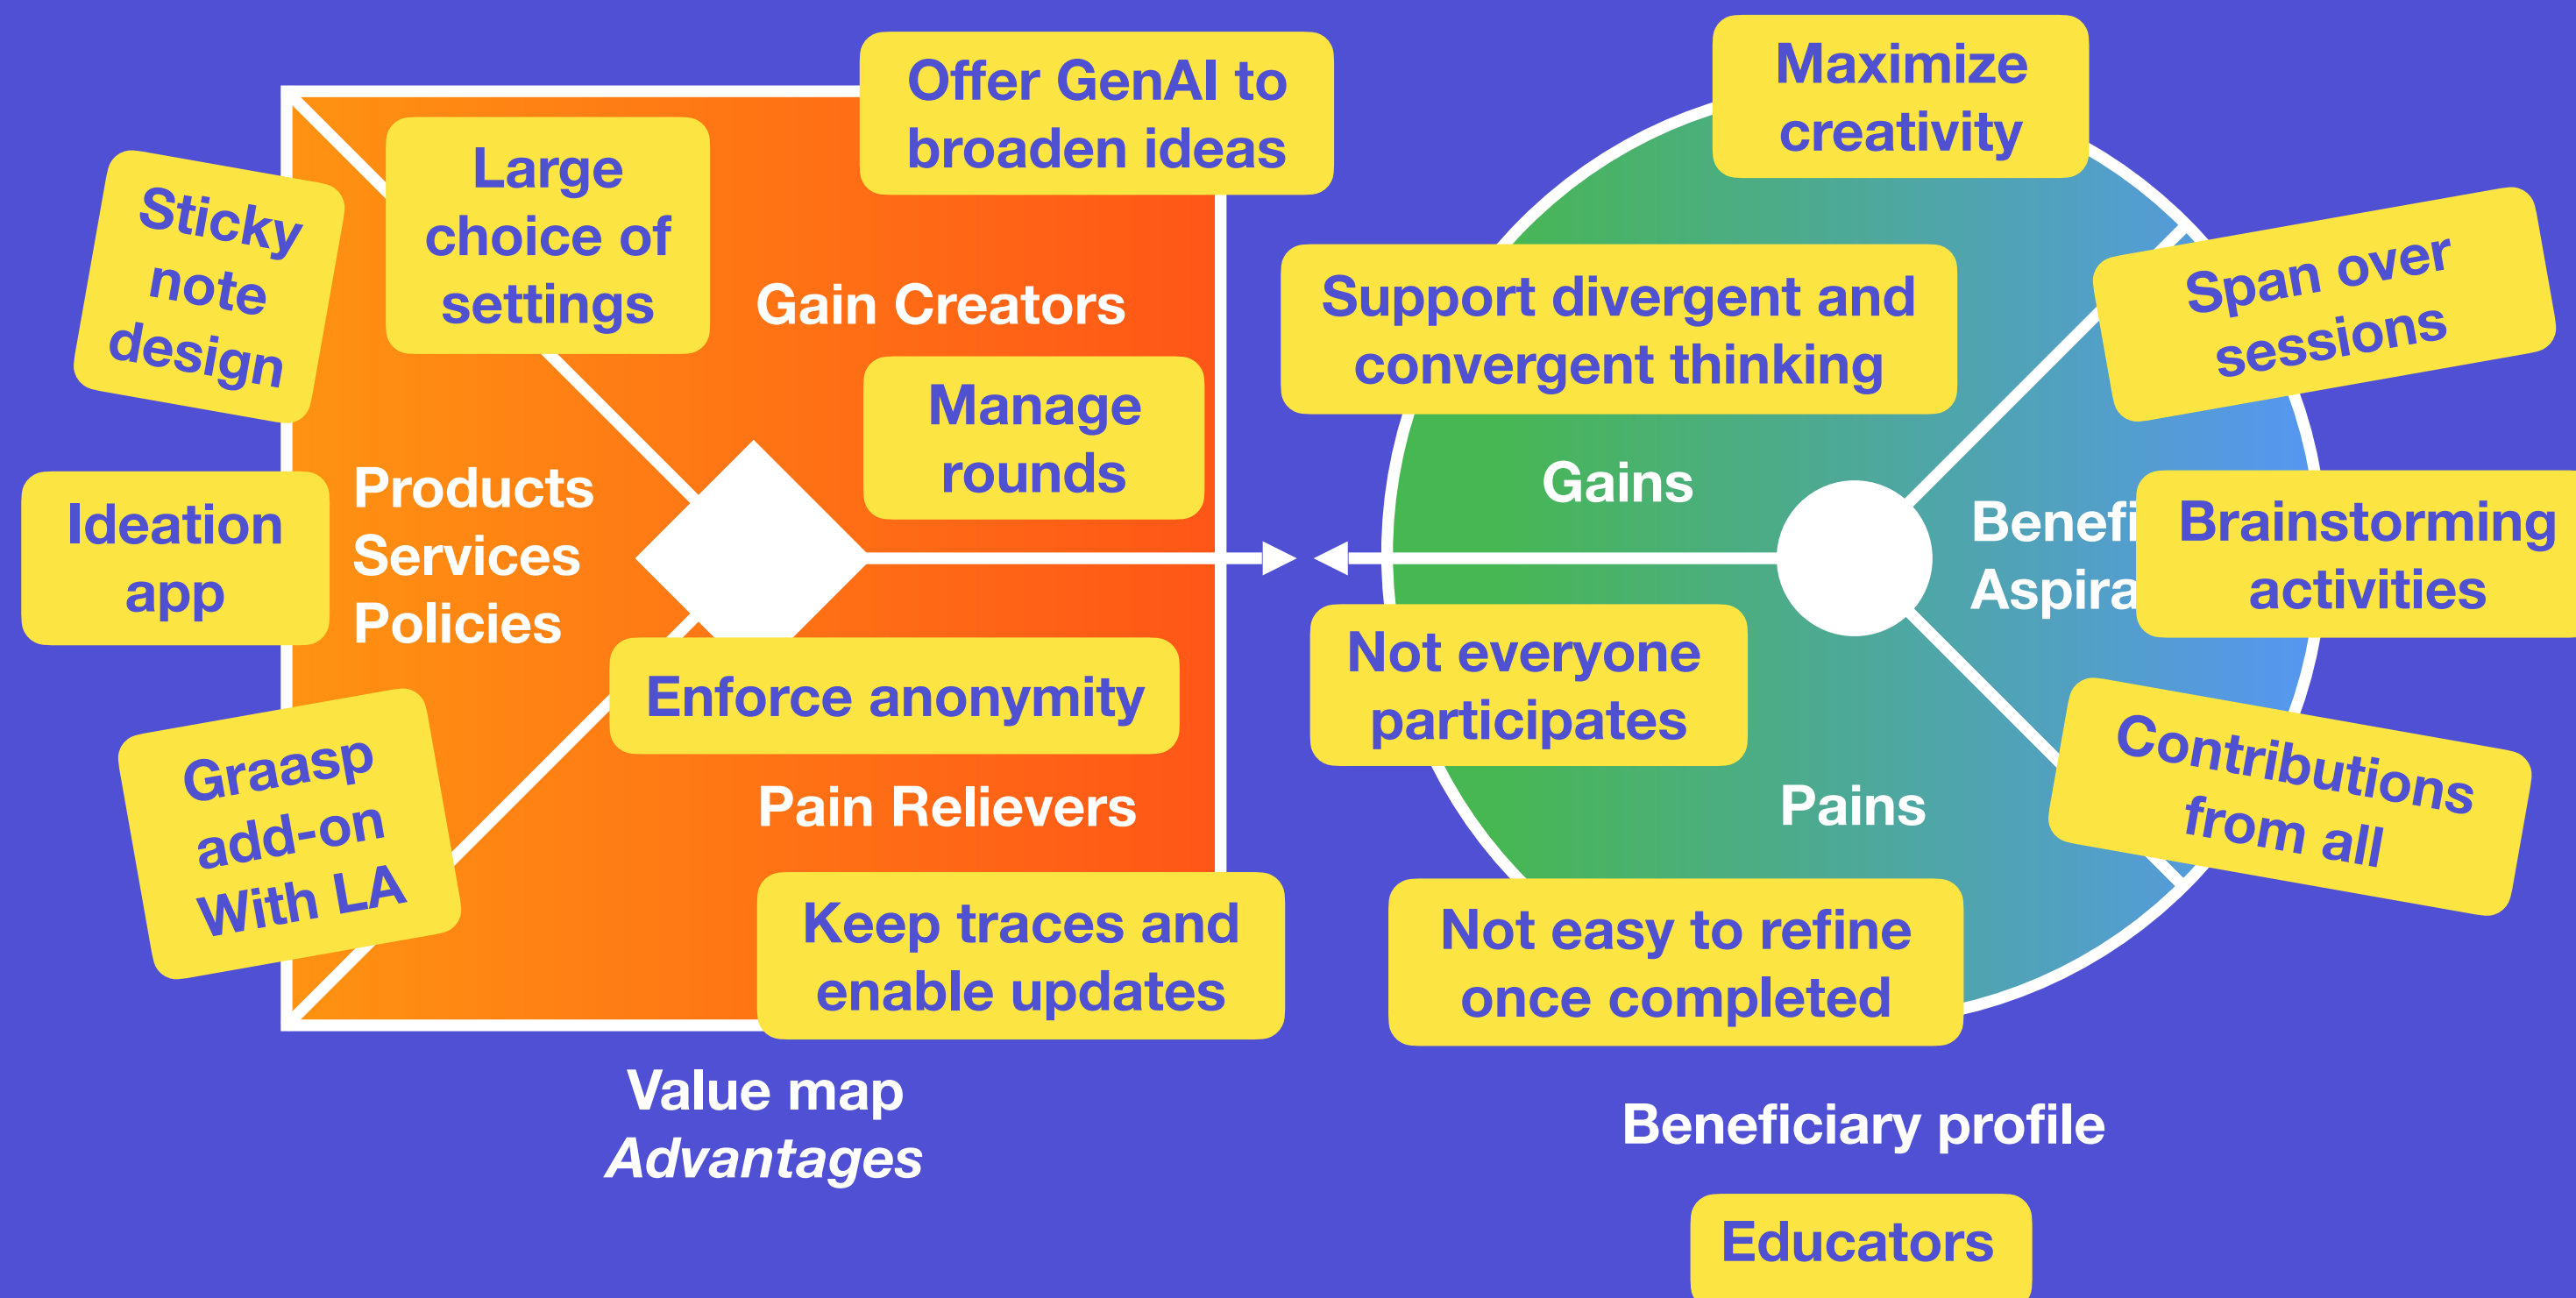 Offer GenAI to
broaden ideas
Large
choice of
settings
Sticky
note
design
Gain Creators
Manage
rounds
Ideation
app
Products
Services
Policies
Enforce anonymity
Graasp
add-on
With LA
Pain Relievers
Keep traces and
enable updates
Value map
Advantages
Maximize
creativity
Support divergent and
convergent thinking
Span over
sessions
Gains
Benefi
Aspira
Brainstorming
activities
Not everyone
participates
Contributions
from all
Pains
Not easy to refine
once completed
Beneficiary profile
Educators